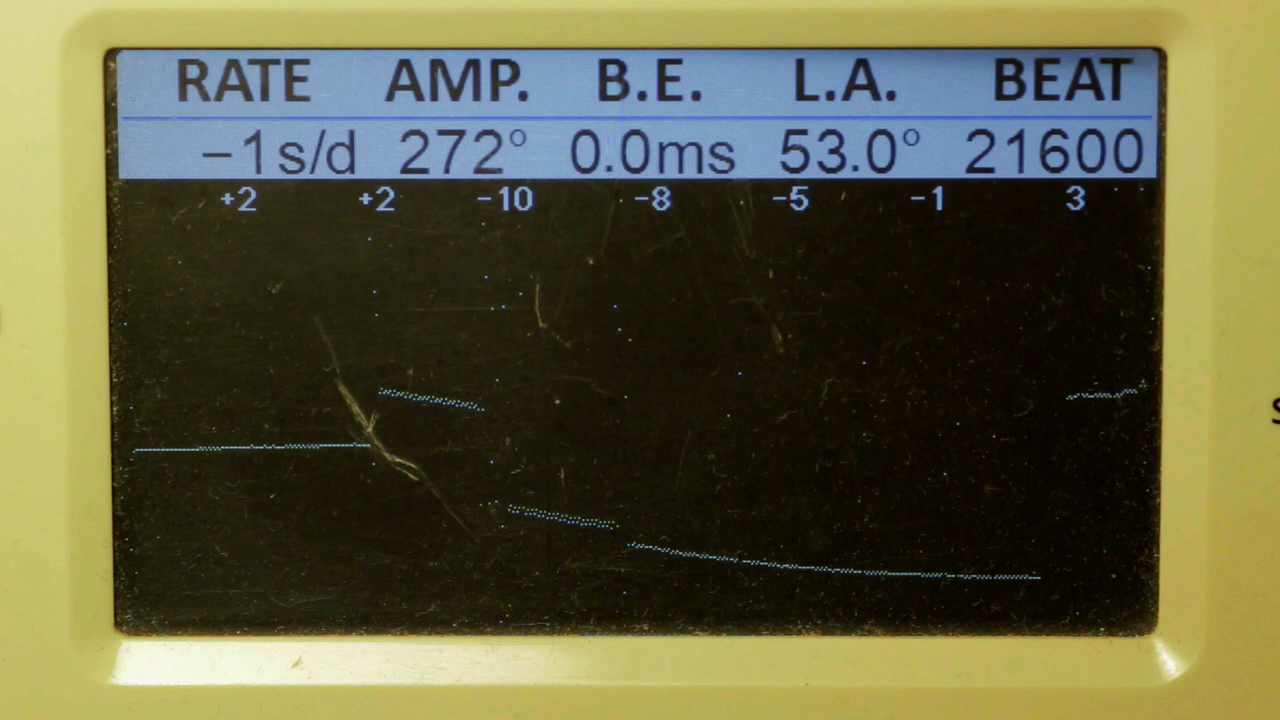 RATE AMP. B.E. L.A. BEAT
−1s/d 272° 0.0ms 53.0° 21600
+2 +2 −10 −8 −5 −1 3